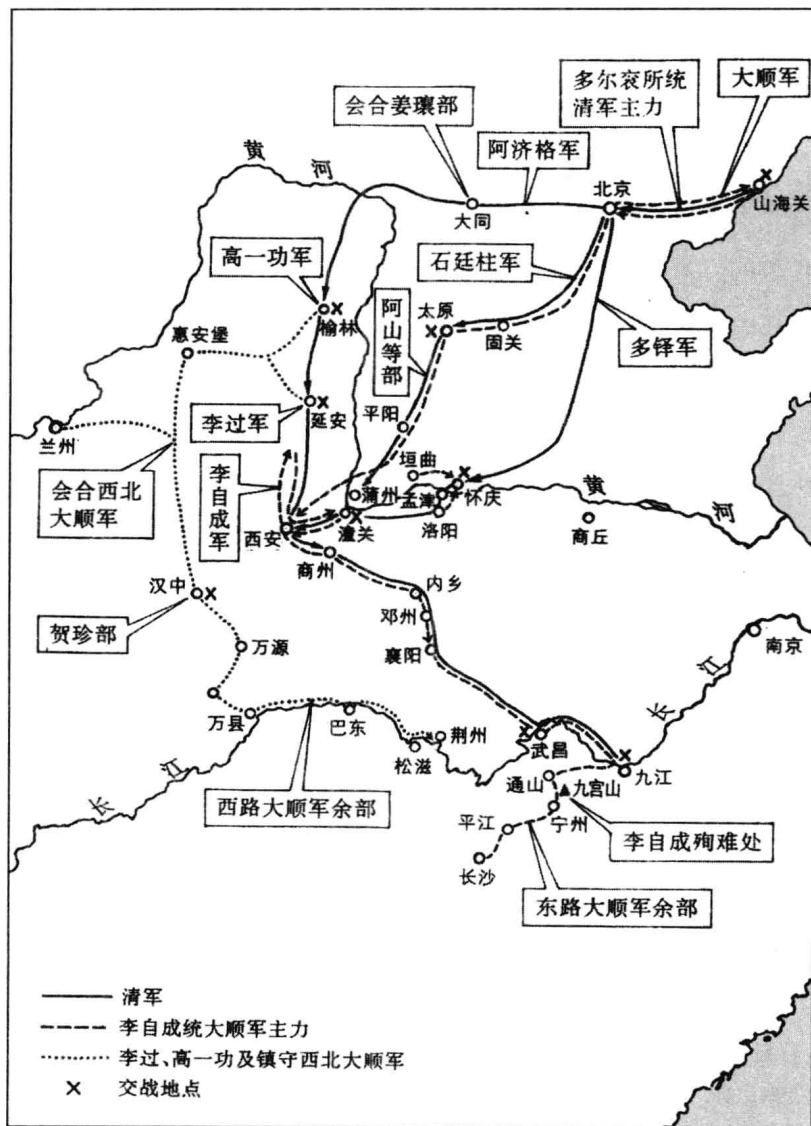 多尔衮所统
清军主力
大顺军
会合姜瓖部
阿济格军
黄
河
北京
山海关
大同
高一功军
石廷柱军
太原
固关
榆林
惠安堡
阿山等部
多铎军
李过军
延安
平阳
兰州
垣曲
会合西北
大顺军
李自成军
蒲州
孟津
怀庆
黄
河
西安
潼关
洛阳
商丘
商州
汉中
内乡
邓州
贺珍部
万源
襄阳
南京
长
江
万县
巴东
荆州
松滋
武昌
九江
长
江
西路大顺军余部
通山
九宫山
宁州
平江
李自成殉难处
长沙
东路大顺军余部
清军
李自成统大顺军主力
李过、高一功及镇守西北大顺军
交战地点